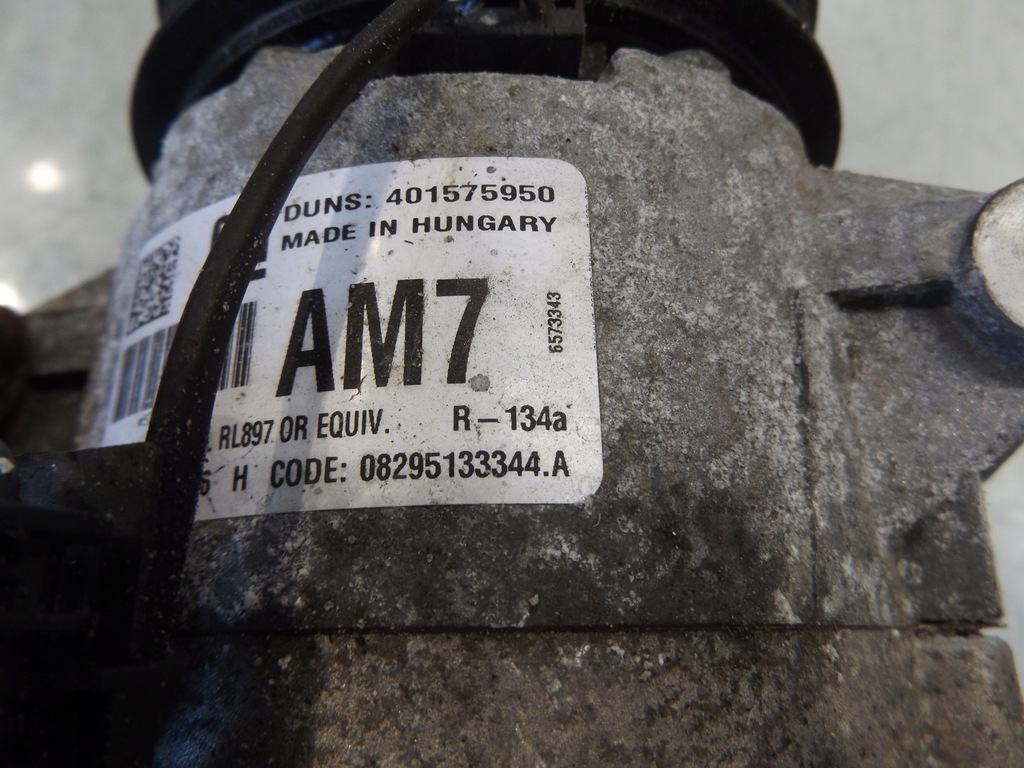 DUNS: 401575950
MADE IN HUNGARY
AM7
6573343
RL897 OR EQUIV. R-134a
H CODE: 08295133344.A